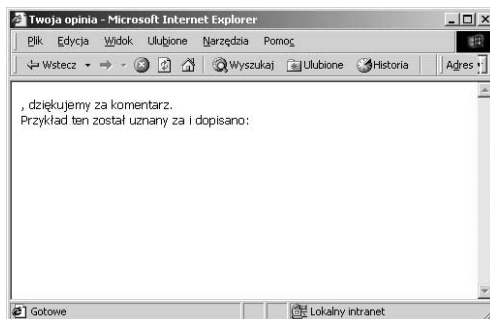 Twoja opinia - Microsoft Internet Explorer
Plik Edycja Widok Ulubione Narzędzia Pomoc
Wstecz Wyszukaj Ulubione Historia Adres
, dziękujemy za komentarz.
Przykład ten został uznany za i dopisano:
Gotowe Lokalny intranet